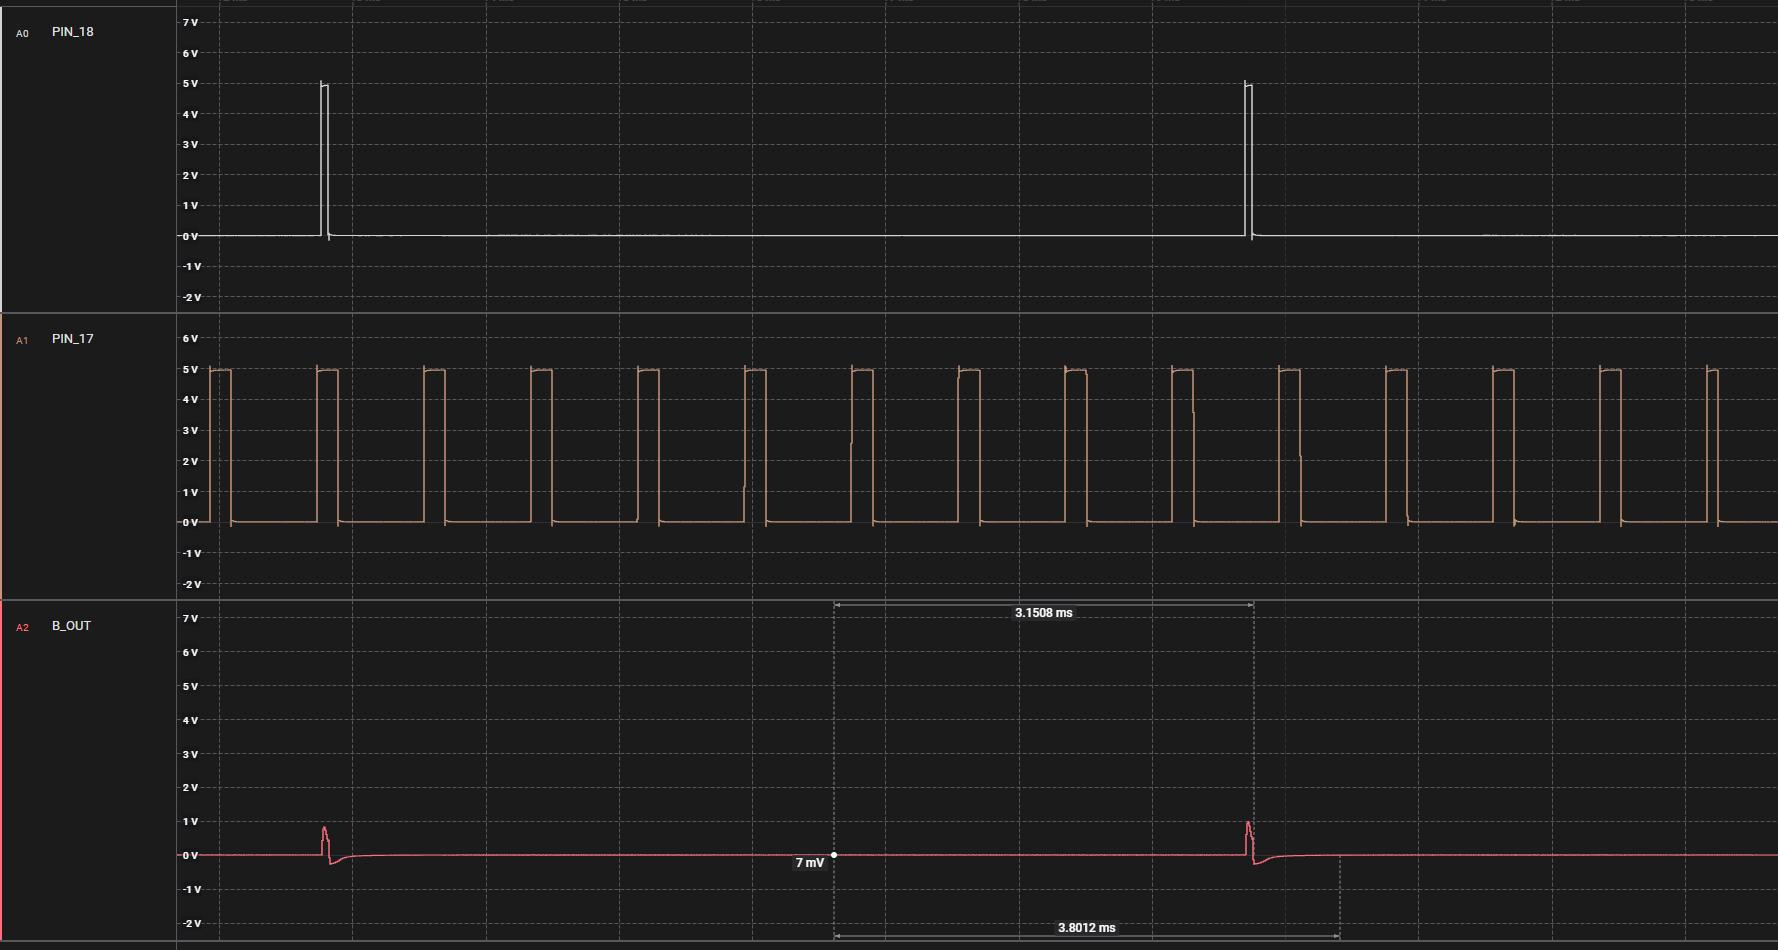 A0 PIN_18
7 V
6 V
5 V
4 V
3 V
2 V
1 V
0 V
-1 V
-2 V
A1 PIN_17
6 V
5 V
4 V
3 V
2 V
1 V
0 V
-1 V
-2 V
A2 B_OUT
7 V
6 V
5 V
4 V
3 V
2 V
1 V
0 V
-1 V
-2 V
3.1508 ms
7 mV
3.8012 ms